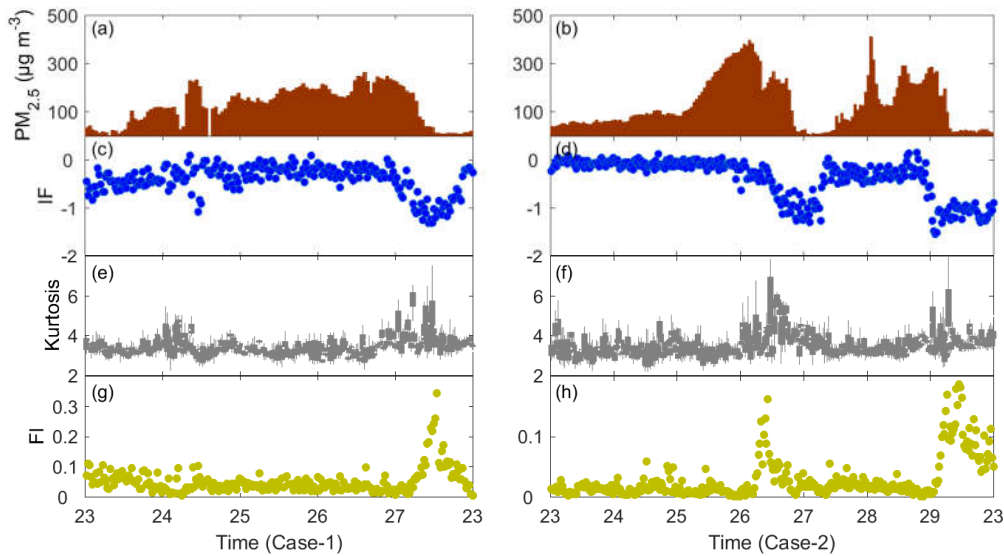 500 (a) 500 (b)
300 300
100 100
PM2.5 (μg m-3)
0 (c) 0 (d)
-1 -1
-2 -2
IF
6 (e) 6 (f)
4 4
2 2
Kurtosis
(g) (h)
0.3
0.2
0.1 0.1
0 0
FI
23 24 25 26 27 23 23 24 25 26 27 28 29 23
Time (Case-1) Time (Case-2)